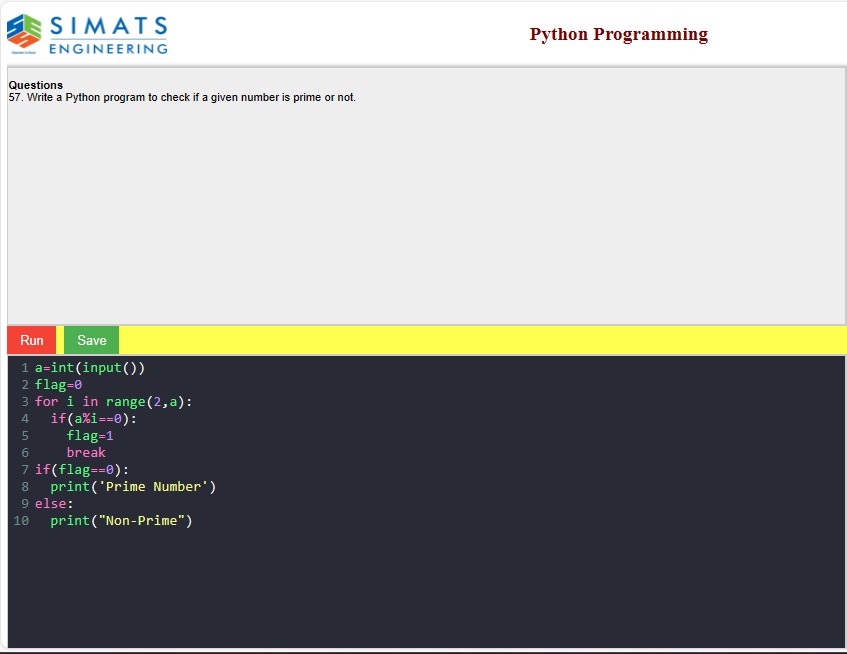 SIMATS
ENGINEERING
Python Programming
Questions
57. Write a Python program to check if a given number is prime or not.
Run Save
1 a=int(input())
2 flag=0
3 for i in range(2,a):
4   if(a%i==0):
5     flag=1
6     break
7 if(flag==0):
8   print('Prime Number')
9 else:
10   print("Non-Prime")